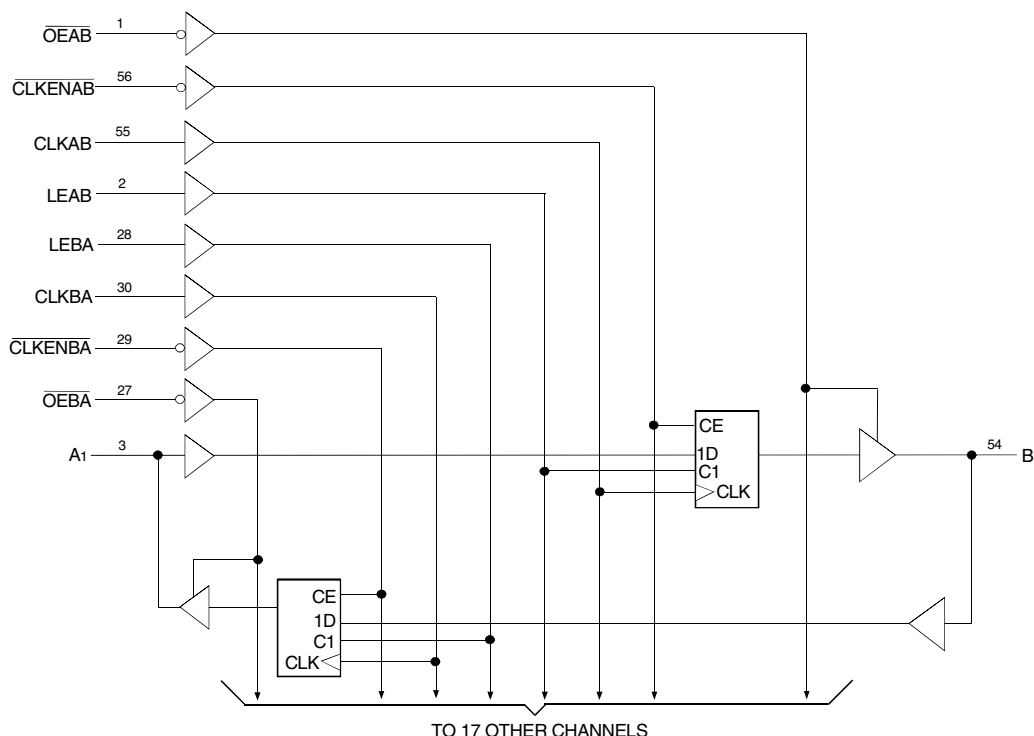 OEAB 1
CLKENAB 56
CLKAB 55
LEAB 2
LEBA 28
CLKBA 30
CLKENBA 29
OEBA 27
A1 3
CE
1D
C1
CLK
54 B
CE
1D
C1
CLK
TO 17 OTHER CHANNELS